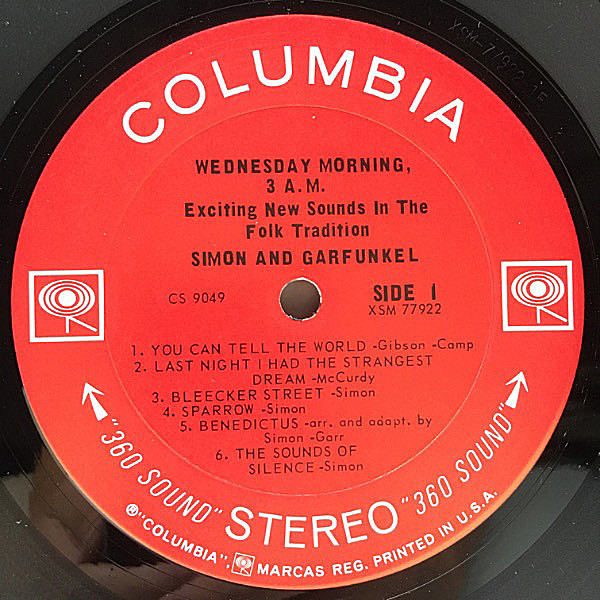 COLUMBIA
WEDNESDAY MORNING,
3 A.M.
Exciting New Sounds In The
Folk Tradition
SIMON AND GARFUNKEL
CS 9049
SIDE 1
XSM 77922
1. YOU CAN TELL THE WORLD -Gibson -Camp
2. LAST NIGHT I HAD THE STRANGEST
DREAM -McCurdy
3. BLEECKER STREET -Simon
4. SPARROW -Simon
5. BENEDICTUS -arr. and adapt. by
Simon -Garr
6. THE SOUNDS OF
SILENCE -Simon
"360 SOUND" STEREO "360 SOUND"
®"COLUMBIA", MARCAS REG. PRINTED IN U.S.A.